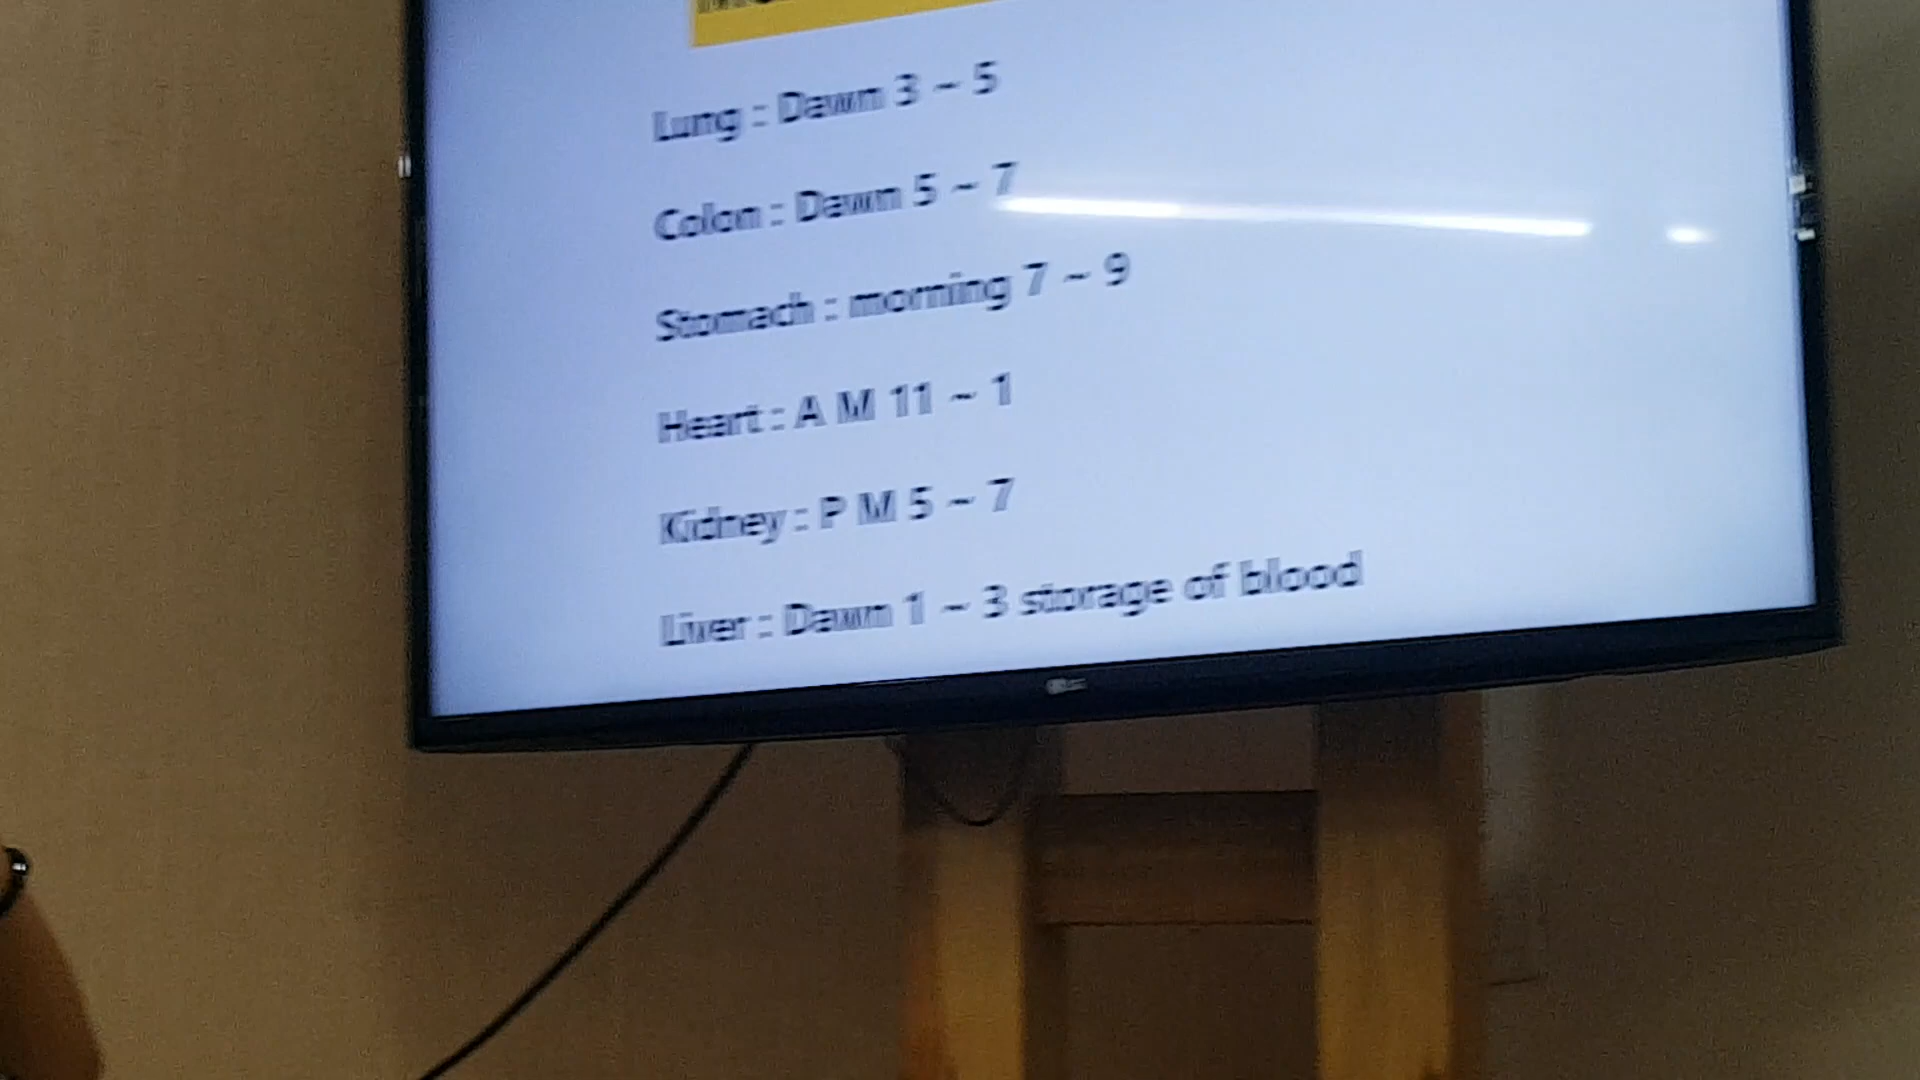 Lung : Dawn 3 ~ 5
Colon : Dawn 5 ~ 7
Stomach : morning 7 ~ 9
Heart : A M 11 ~ 1
Kidney : P M 5 ~ 7
Liver : Dawn 1 ~ 3 storage of blood